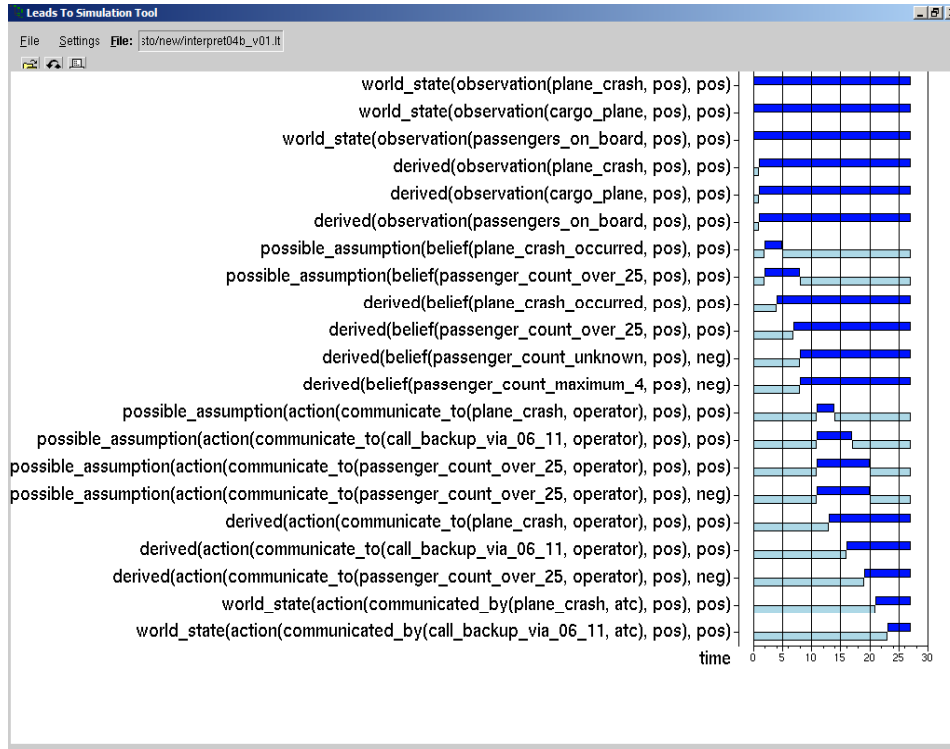 Leads To Simulation Tool
File Settings File: sto/new/interpret04b_v01.lt
world_state(observation(plane_crash, pos), pos)
world_state(observation(cargo_plane, pos), pos)
world_state(observation(passengers_on_board, pos), pos)
derived(observation(plane_crash, pos), pos)
derived(observation(cargo_plane, pos), pos)
derived(observation(passengers_on_board, pos), pos)
possible_assumption(belief(plane_crash_occurred, pos), pos)
possible_assumption(belief(passenger_count_over_25, pos), pos)
derived(belief(plane_crash_occurred, pos), pos)
derived(belief(passenger_count_over_25, pos), pos)
derived(belief(passenger_count_unknown, pos), neg)
derived(belief(passenger_count_maximum_4, pos), neg)
possible_assumption(action(communicate_to(plane_crash, operator), pos), pos)
possible_assumption(action(communicate_to(call_backup_via_06_11, operator), pos), pos)
possible_assumption(action(communicate_to(passenger_count_over_25, operator), pos), pos)
possible_assumption(action(communicate_to(passenger_count_over_25, operator), pos), neg)
derived(action(communicate_to(plane_crash, operator), pos), pos)
derived(action(communicate_to(call_backup_via_06_11, operator), pos), pos)
derived(action(communicate_to(passenger_count_over_25, operator), pos), neg)
world_state(action(communicated_by(plane_crash, atc), pos), pos)
world_state(action(communicated_by(call_backup_via_06_11, atc), pos), pos)
time 0 5 10 15 20 25 30